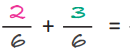 2/6 + 3/6 =